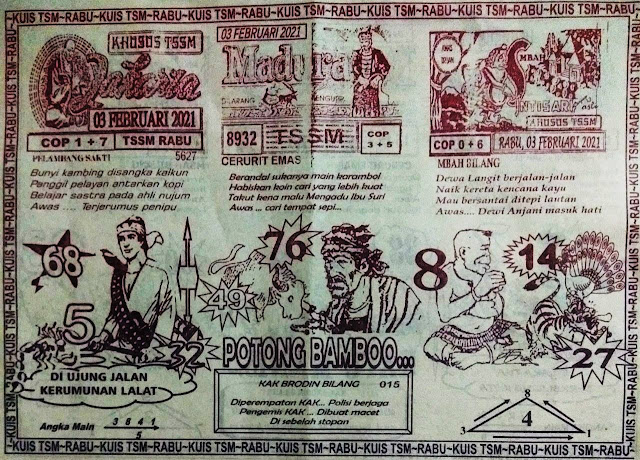 KUIS TSM~RABU~KUIS TSM~RABU~KUIS TSM~RABU~KUIS TSM~RABU~KUIS TSM~RABU
KHUSUS TSSM
03 FEBRUARI 2021
COP 1 + 7
TSSM RABU
PELAMBANG SAKTI
5627
Bunyi kambing disangka kalkun
Panggil pelayan antarkan kopi
Belajar sastra pada ahli nujum
Awas .... Terjerumus penipu
03 FEBRUARI 2021
Madura
DILARANG
MENGUTIP
8932
TSSM
COP
3 + 5
CERURIT EMAS
Berandal sukanya main karambol
Habiskan koin cari yang lebih kuat
Takut kena malu Mengadu Ibu Suri
Awas ... cari tempat sepi...
MBAH
KHUSUS TSSM
COP 0 + 6
RABU, 03 FEBRUARI 2021
MBAH BILANG
Dewa Langit berjalan-jalan
Naik kereta kencana kayu
Mau bersantai ditepi lautan
Awas.... Dewi Anjani masuk hati
68
5
49
32
76
8
14
27
DI UJUNG JALAN
KERUMUNAN LALAT
Angka Main
3 8 4 1
5
POTONG BAMBOO...
KAK BRODIN BILANG
015
Diperempatan KAK... Polisi berjaga
Pengemis KAK ... Dibuat macet
Di sebelah stopan
8
4
3
1
KUIS TSM~RABU~KUIS TSM~RABU~KUIS TSM~RABU~KUIS TSM~RABU~KUIS TSM~RABU